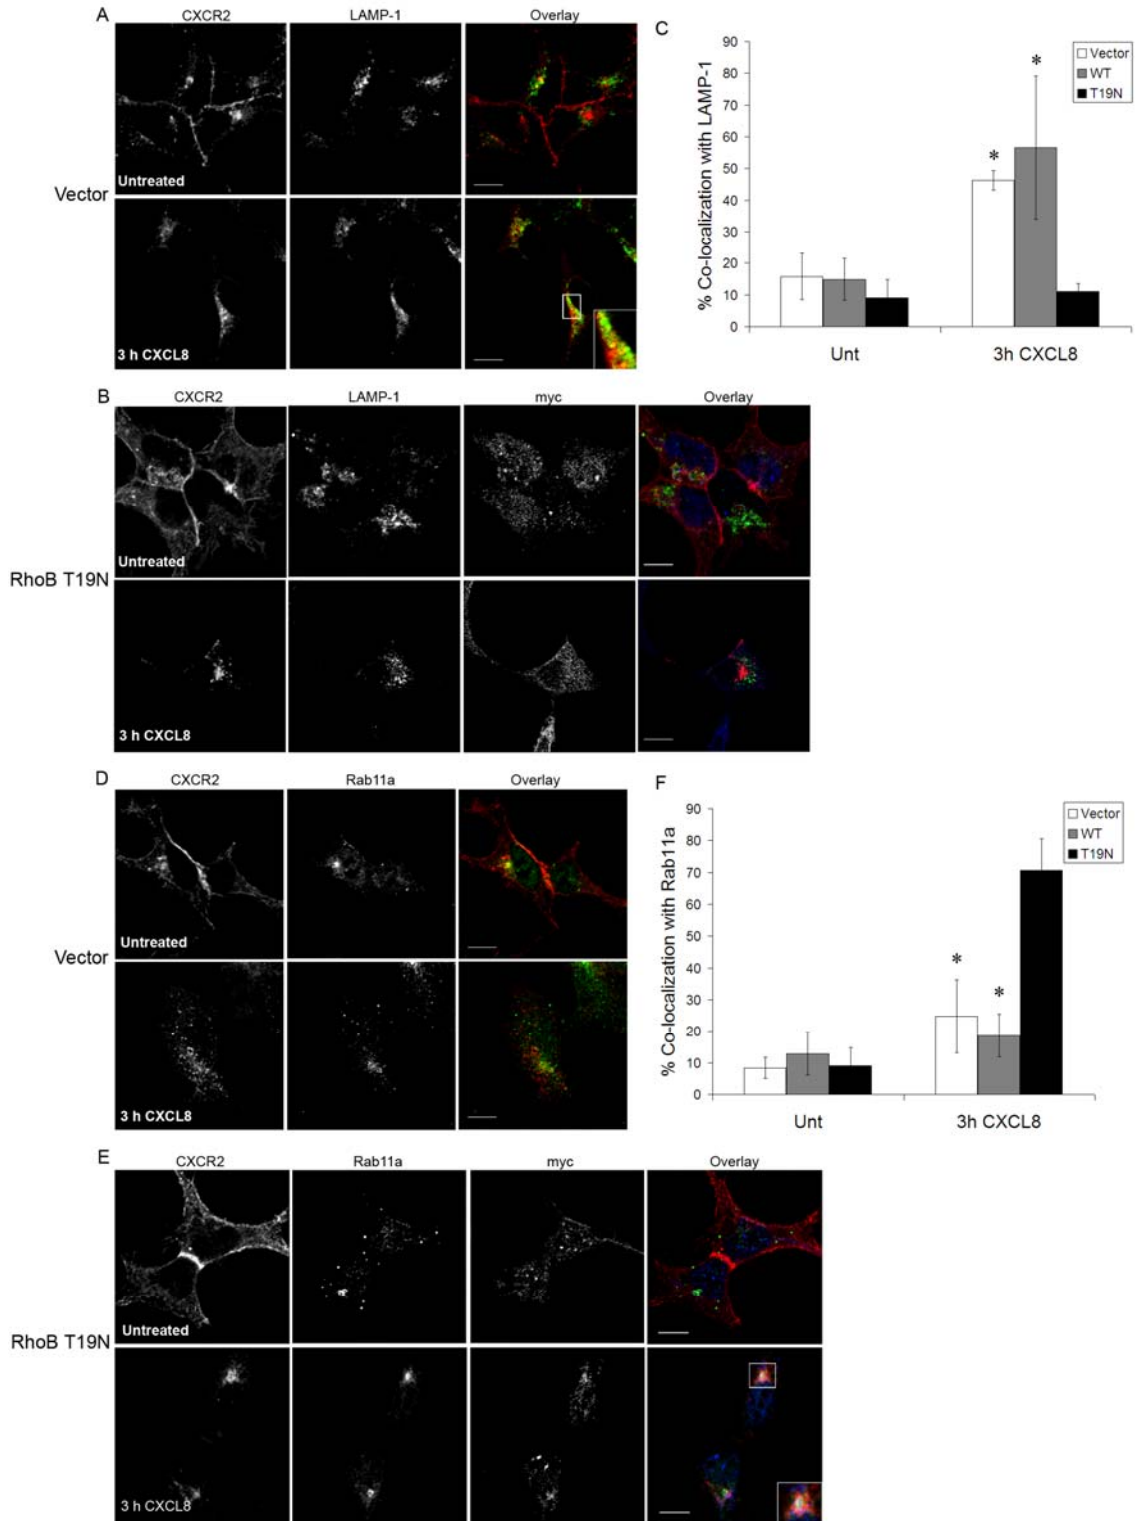 A
CXCR2 LAMP-1 Overlay
Vector
Untreated
3 h CXCL8
C
% Co-localization with LAMP-1
90
80
70
60
50
40
30
20
10
0
* *
Vector
WT
T19N
Unt 3h CXCL8
B
CXCR2 LAMP-1 myc Overlay
RhoB T19N
Untreated
3 h CXCL8
D
CXCR2 Rab11a Overlay
Vector
Untreated
3 h CXCL8
F
% Co-localization with Rab11a
90
80
70
60
50
40
30
20
10
0
* *
Vector
WT
T19N
Unt 3h CXCL8
E
CXCR2 Rab11a myc Overlay
RhoB T19N
Untreated
3 h CXCL8